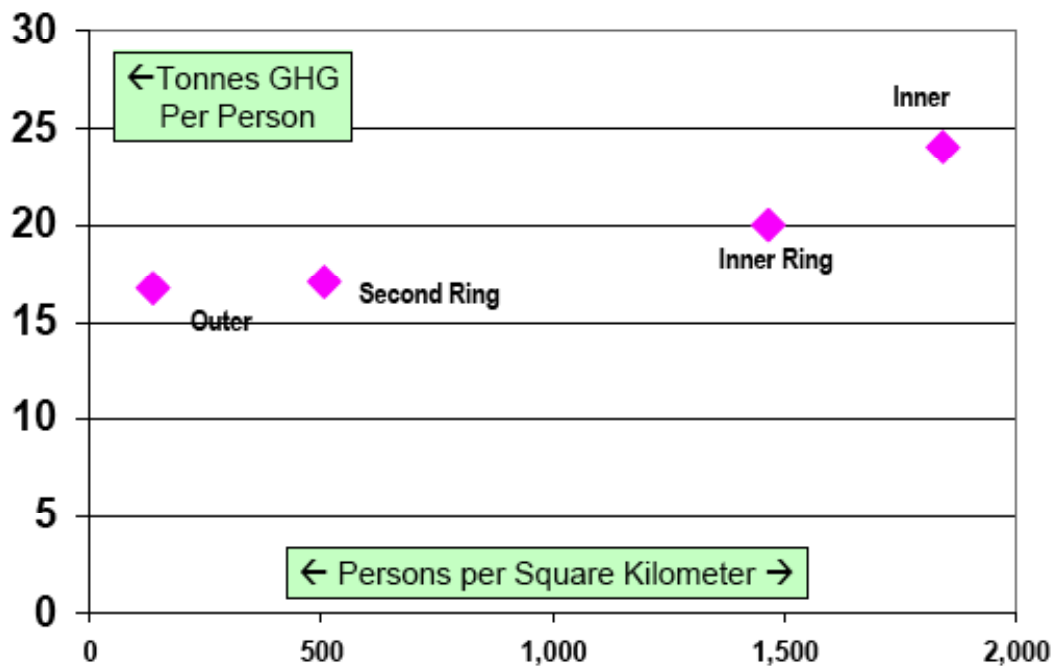 30
←Tonnes GHG
Per Person
Inner
25
20
Inner Ring
Second Ring
Outer
15
10
5
← Persons per Square Kilometer →
0
0 500 1,000 1,500 2,000